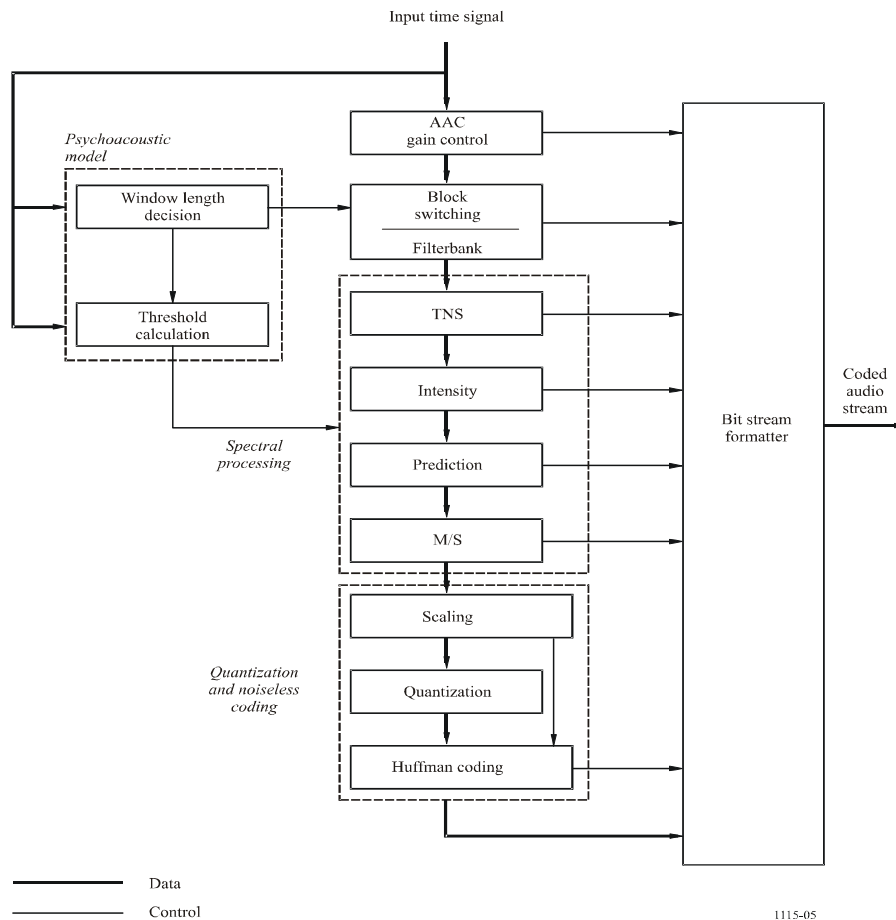 Input time signal
AAC
gain control
Psychoacoustic
model
Window length
decision
Block
switching
Filterbank
Threshold
calculation
TNS
Intensity
Spectral
processing
Prediction
M/S
Bit stream
formatter
Coded
audio
stream
Scaling
Quantization
and noiseless
coding
Quantization
Huffman coding
Data
Control
1115-05